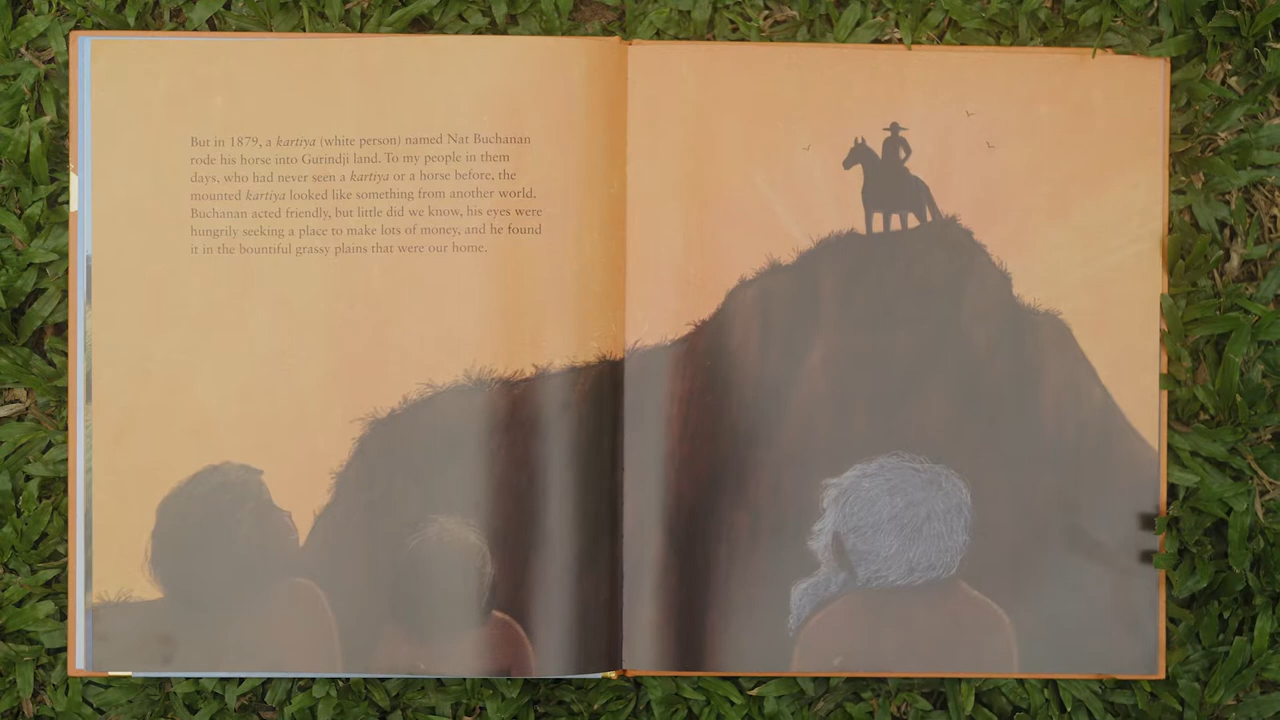 But in 1879, a kartiya (white person) named Nat Buchanan
rode his horse into Gurindji land. To my people in them
days, who had never seen a kartiya or a horse before, the
mounted kartiya looked like something from another world.
Buchanan acted friendly, but little did we know, his eyes were
hungrily seeking a place to make lots of money, and he found
it in the bountiful grassy plains that were our home.